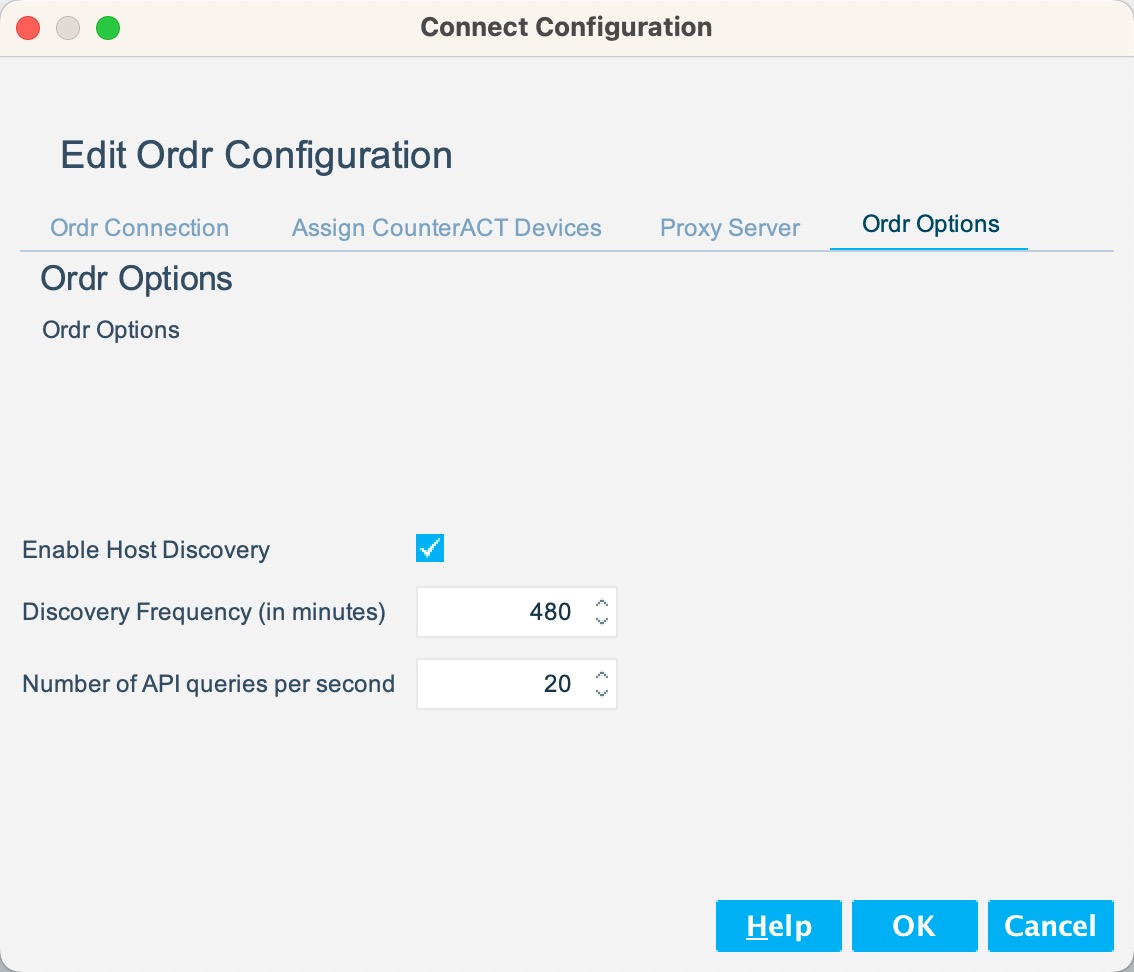 Connect Configuration
Edit Ordr Configuration
Ordr Connection Assign CounterACT Devices Proxy Server Ordr Options
Ordr Options
Ordr Options
Enable Host Discovery
Discovery Frequency (in minutes) 480
Number of API queries per second 20
Help OK Cancel